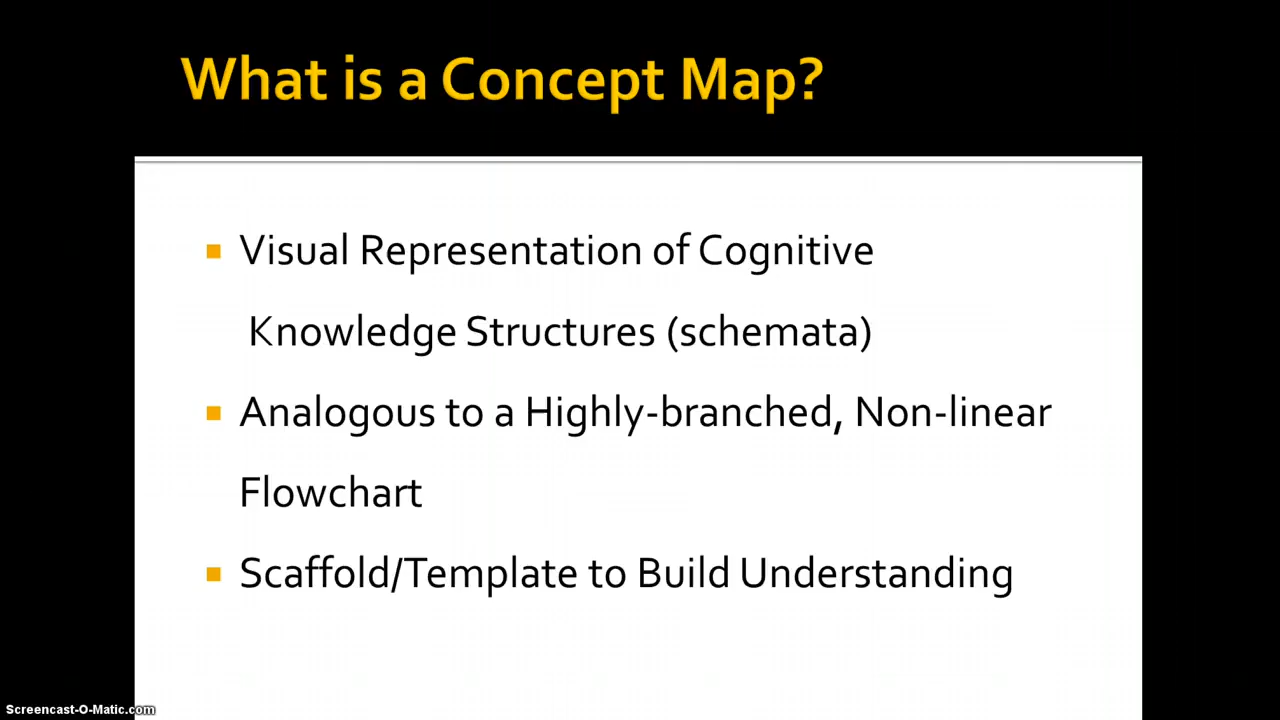 What is a Concept Map?
Visual Representation of Cognitive
Knowledge Structures (schemata)
Analogous to a Highly-branched, Non-linear
Flowchart
Scaffold/Template to Build Understanding
Screencast-O-Matic.com